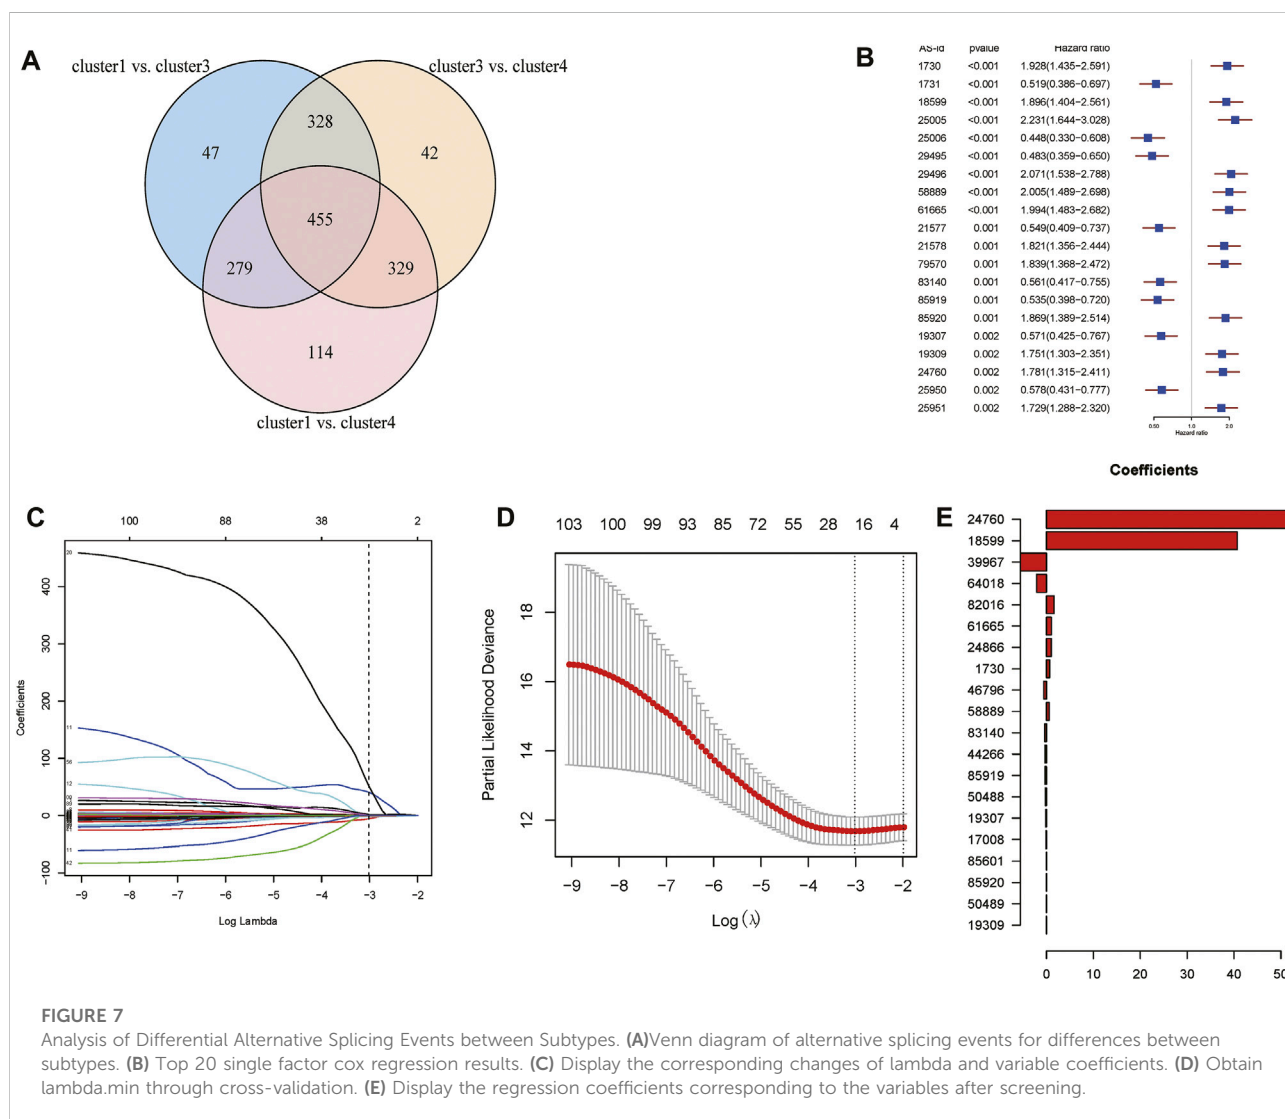 A
cluster1 vs. cluster3
cluster3 vs. cluster4
328
47
42
455
279
329
114
cluster1 vs. cluster4
B
AS-id pvalue Hazard ratio
1730 <0.001 1.928(1.435-2.591)
1731 <0.001 0.519(0.386-0.697)
18599 <0.001 1.896(1.404-2.561)
25005 <0.001 2.231(1.644-3.028)
25006 <0.001 0.448(0.330-0.608)
29495 <0.001 0.483(0.359-0.650)
29496 <0.001 2.071(1.538-2.788)
58889 <0.001 2.005(1.489-2.698)
61665 <0.001 1.994(1.483-2.682)
21577 0.001 0.549(0.409-0.737)
21578 0.001 1.821(1.356-2.444)
79570 0.001 1.839(1.368-2.472)
83140 0.001 0.561(0.417-0.755)
85919 0.001 0.535(0.398-0.720)
85920 0.001 1.869(1.389-2.514)
19307 0.002 0.571(0.425-0.767)
19309 0.002 1.751(1.303-2.351)
24760 0.002 1.781(1.315-2.411)
25950 0.002 0.578(0.431-0.777)
25951 0.002 1.729(1.288-2.320)
0.50 1.0 2.0
Hazard ratio
C
100 88 38 2
Coefficients
400
300
200
100
0
-100
20
11
56
12
11
42
-9 -8 -7 -6 -5 -4 -3 -2
Log Lambda
D
103 100 99 93 85 72 55 28 16 4
Partial Likelihood Deviance
18
16
14
12
-9 -8 -7 -6 -5 -4 -3 -2
Log(λ)
E
Coefficients
24760
18599
39967
64018
82016
61665
24866
1730
46796
58889
83140
44266
85919
50488
19307
17008
85601
85920
50489
19309
0 10 20 30 40 50
FIGURE 7
Analysis of Differential Alternative Splicing Events between Subtypes. (A)Venn diagram of alternative splicing events for differences between
subtypes. (B) Top 20 single factor cox regression results. (C) Display the corresponding changes of lambda and variable coefficients. (D) Obtain
lambda.min through cross-validation. (E) Display the regression coefficients corresponding to the variables after screening.